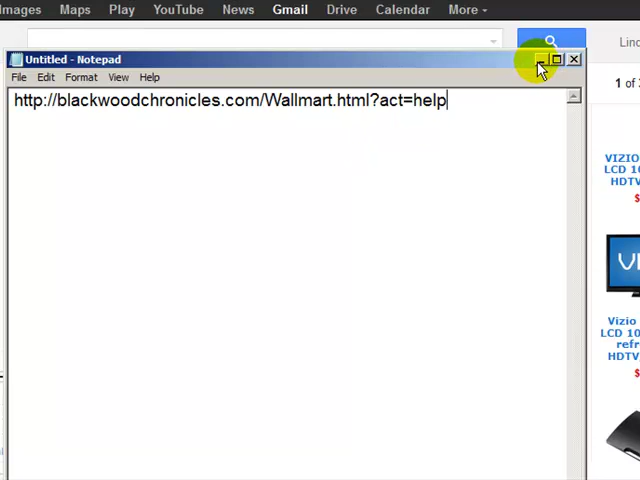 Images Maps Play YouTube News Gmail Drive Calendar More
Untitled - Notepad
File Edit Format View Help
http://blackwoodchronicles.com/Wallmart.html?act=help
1 of
VIZIO
LCD 10
HDTV
$
Vizio
LCD 10
refr
HDTV
$